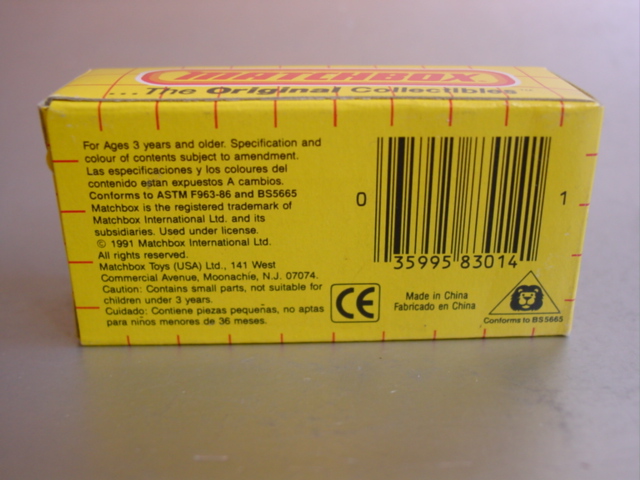 MATCHBOX
...The Original Collectibles™
For Ages 3 years and older. Specification and
colour of contents subject to amendment.
Las especificaciones y los coloures del
contenido estan expuestos A cambios.
Conforms to ASTM F963-86 and BS5665
Matchbox is the registered trademark of
Matchbox International Ltd. and its
subsidiaries. Used under license.
© 1991 Matchbox International Ltd.
All rights reserved.
Matchbox Toys (USA) Ltd., 141 West
Commercial Avenue, Moonachie, N.J. 07074.
Caution: Contains small parts, not suitable for
children under 3 years.
Cuidado: Contiene piezas pequeñas, no aptas
para niños menores de 36 meses.
CE
0 35995 83014 1
Made in China
Fabricado en China
Conforms to BS5665